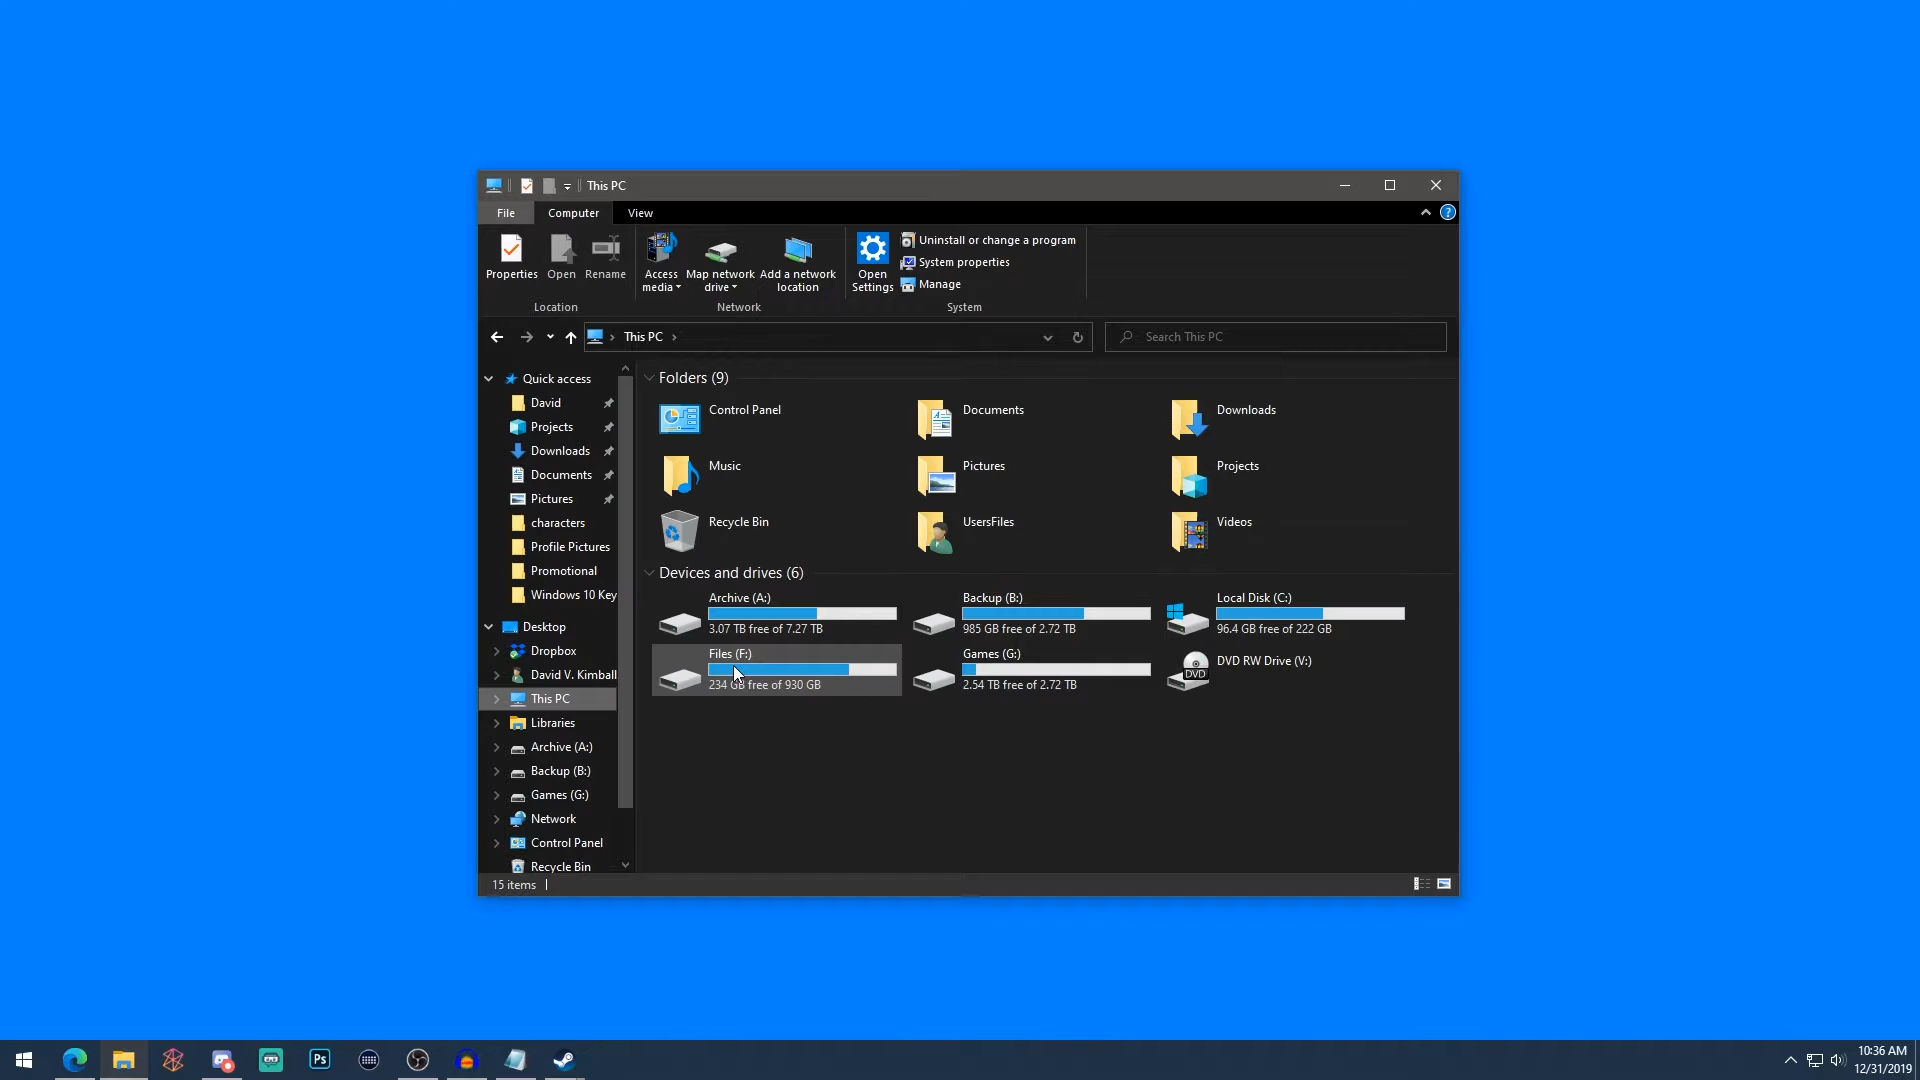 This PC
File Computer View
?
Properties Open Rename
Access media Map network drive Add a network location
Open Settings
Uninstall or change a program
System properties
Manage
Location Network System
This PC
Search This PC
Quick access
David
Projects
Downloads
Documents
Pictures
characters
Profile Pictures
Promotional
Windows 10 Key
Desktop
Dropbox
David V. Kimball
This PC
Libraries
Archive (A:)
Backup (B:)
Games (G:)
Network
Control Panel
Recycle Bin
Folders (9)
Control Panel Documents Downloads
Music Pictures Projects
Recycle Bin UsersFiles Videos
Devices and drives (6)
Archive (A:) Backup (B:) Local Disk (C:)
3.07 TB free of 7.27 TB 985 GB free of 2.72 TB 96.4 GB free of 222 GB
Files (F:) Games (G:) DVD RW Drive (V:)
DVD
234 GB free of 930 GB 2.54 TB free of 2.72 TB
15 items
Ps
10:36 AM
12/31/2019